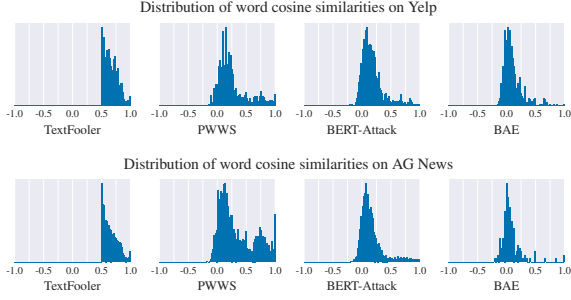 Distribution of word cosine similarities on Yelp
-1.0 -0.5 0.0 0.5 1.0 -1.0 -0.5 0.0 0.5 1.0 -1.0 -0.5 0.0 0.5 1.0 -1.0 -0.5 0.0 0.5 1.0
TextFooler PWWS BERT-Attack BAE
Distribution of word cosine similarities on AG News
-1.0 -0.5 0.0 0.5 1.0 -1.0 -0.5 0.0 0.5 1.0 -1.0 -0.5 0.0 0.5 1.0 -1.0 -0.5 0.0 0.5 1.0
TextFooler PWWS BERT-Attack BAE